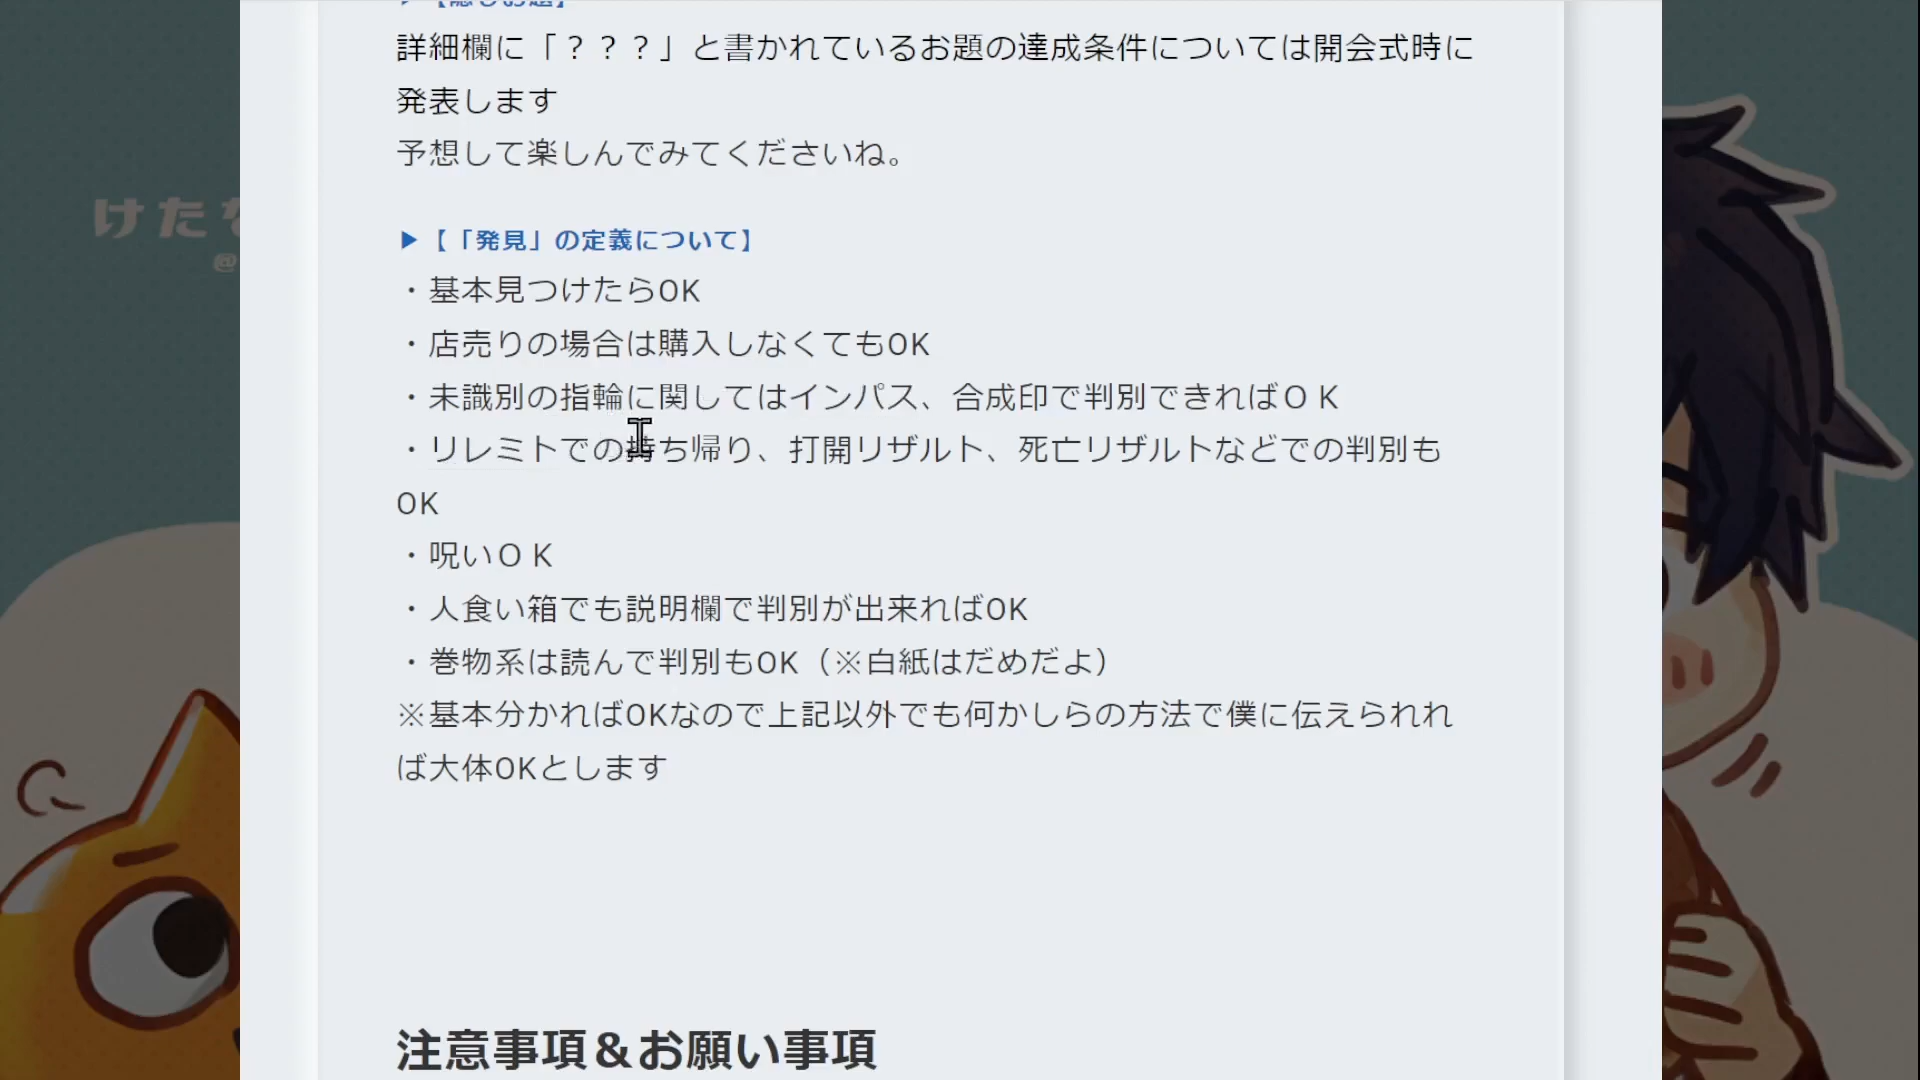 ▶【隠しお題】
詳細欄に「？？？」と書かれているお題の達成条件については開会式時に
発表します
予想して楽しんでみてくださいね。
けたな
@
▶【「発見」の定義について】
・基本見つけたらOK
・店売りの場合は購入しなくてもOK
・未識別の指輪に関してはインパス、合成印で判別できればＯＫ
・リレミトでの持ち帰り、打開リザルト、死亡リザルトなどでの判別も
OK
・呪いＯＫ
・人食い箱でも説明欄で判別が出来ればOK
・巻物系は読んで判別もOK（※白紙はだめだよ）
※基本分かればOKなので上記以外でも何かしらの方法で僕に伝えられれ
ば大体OKとします
注意事項＆お願い事項